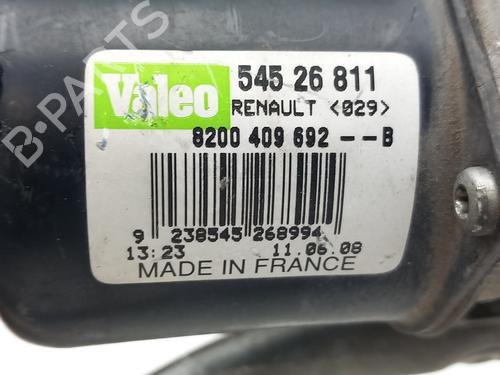 B-PARTS
Valeo
545 26 811
RENAULT <029>
8200 409 692 -- B
9 238545 268994
13:23 11.06.08
MADE IN FRANCE